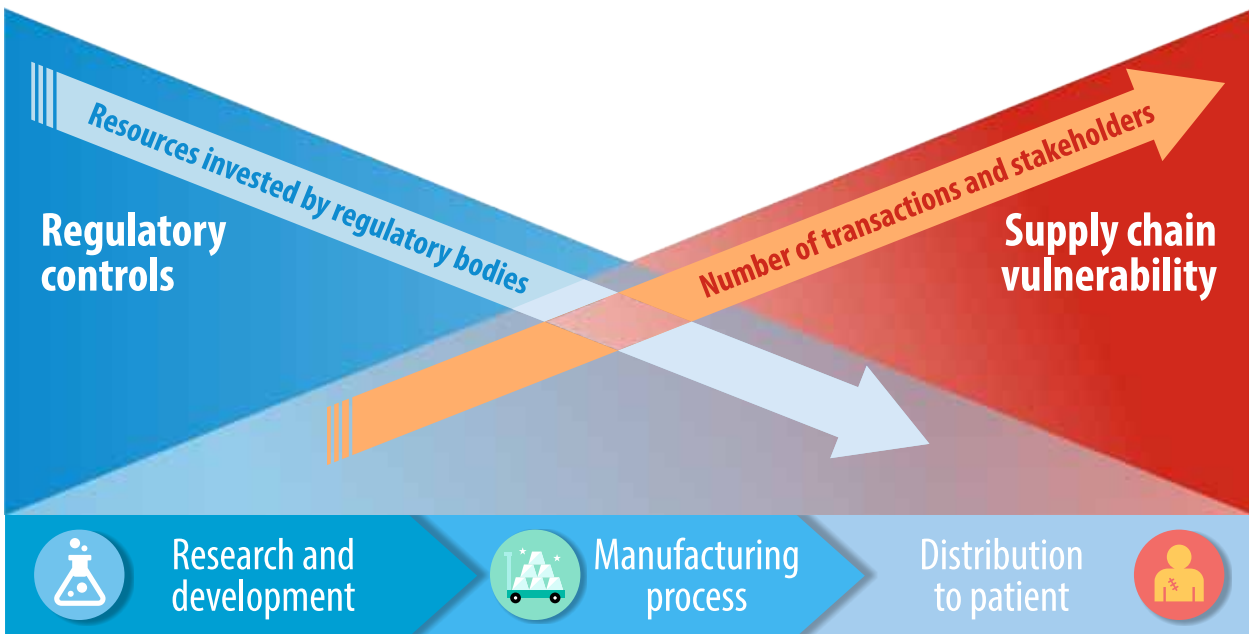 Resources invested by regulatory bodies
Number of transactions and stakeholders
Regulatory
controls
Supply chain
vulnerability
Research and
development
Manufacturing
process
Distribution
to patient